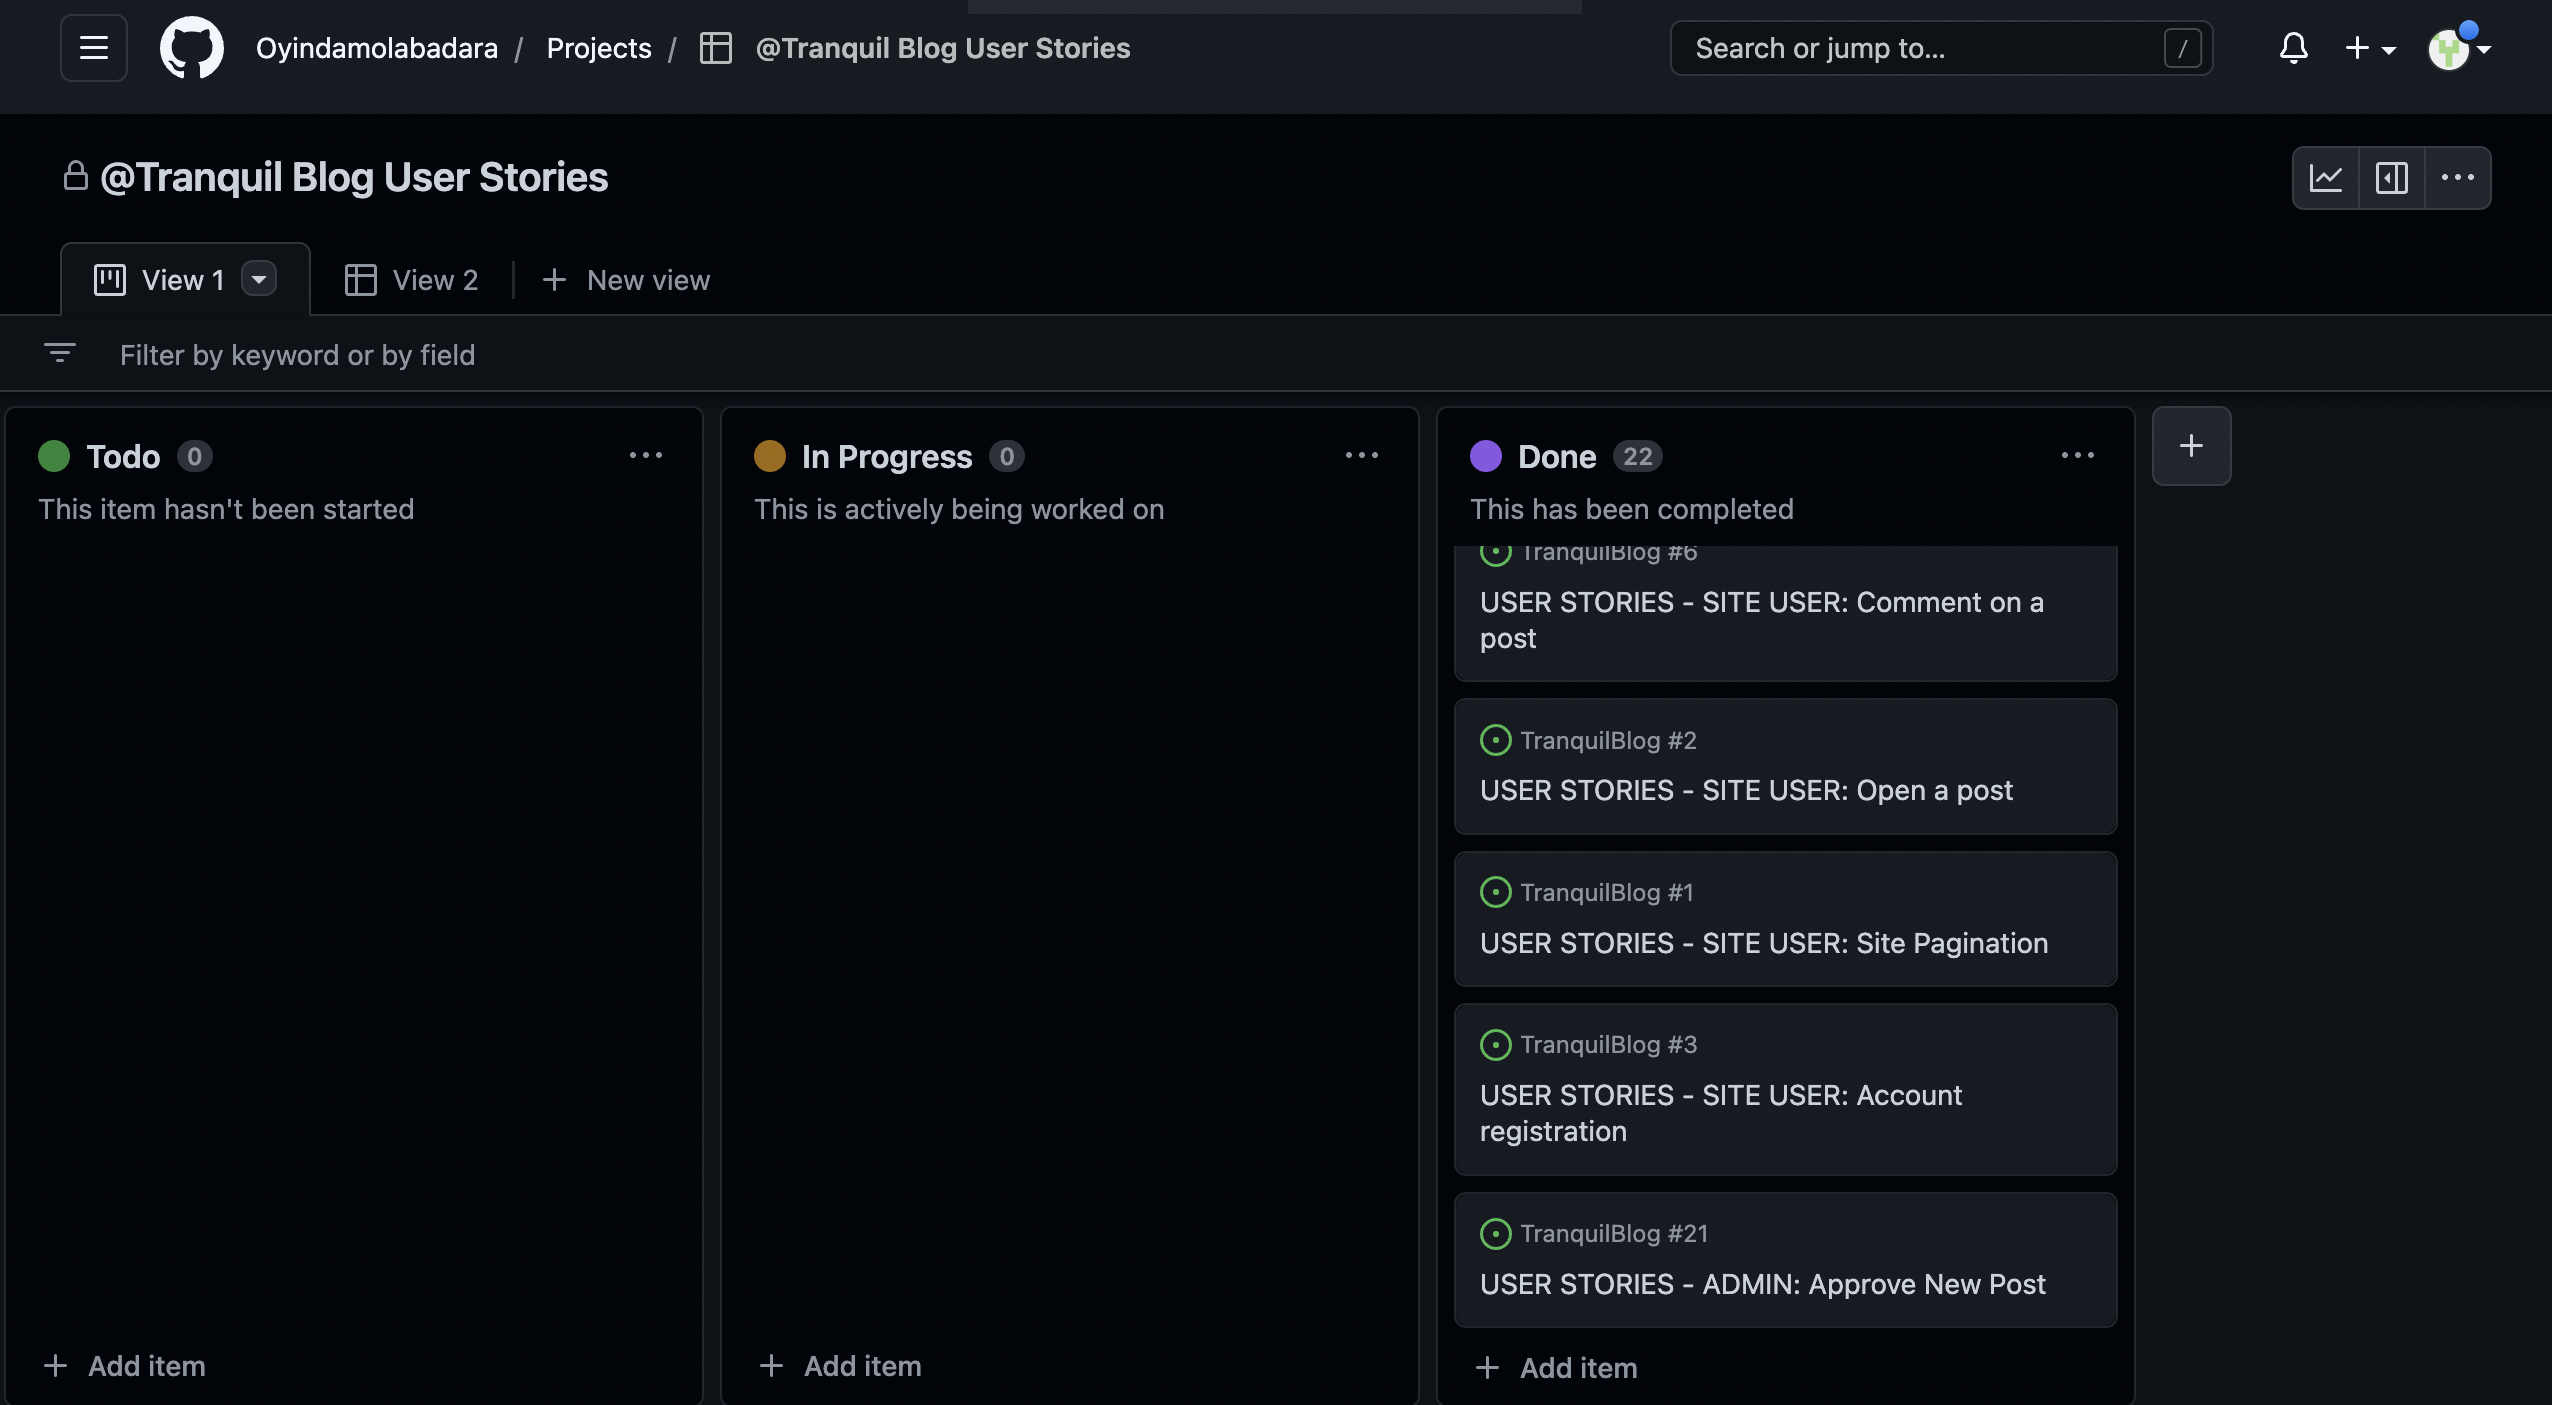 Oyindamolabadara / Projects / @Tranquil Blog User Stories
Search or jump to...
/
@Tranquil Blog User Stories
View 1
View 2
New view
Filter by keyword or by field
Todo 0
This item hasn't been started
Add item
In Progress 0
This is actively being worked on
Add item
Done 22
This has been completed
TranquilBlog #6
USER STORIES - SITE USER: Comment on a
post
TranquilBlog #2
USER STORIES - SITE USER: Open a post
TranquilBlog #1
USER STORIES - SITE USER: Site Pagination
TranquilBlog #3
USER STORIES - SITE USER: Account
registration
TranquilBlog #21
USER STORIES - ADMIN: Approve New Post
Add item